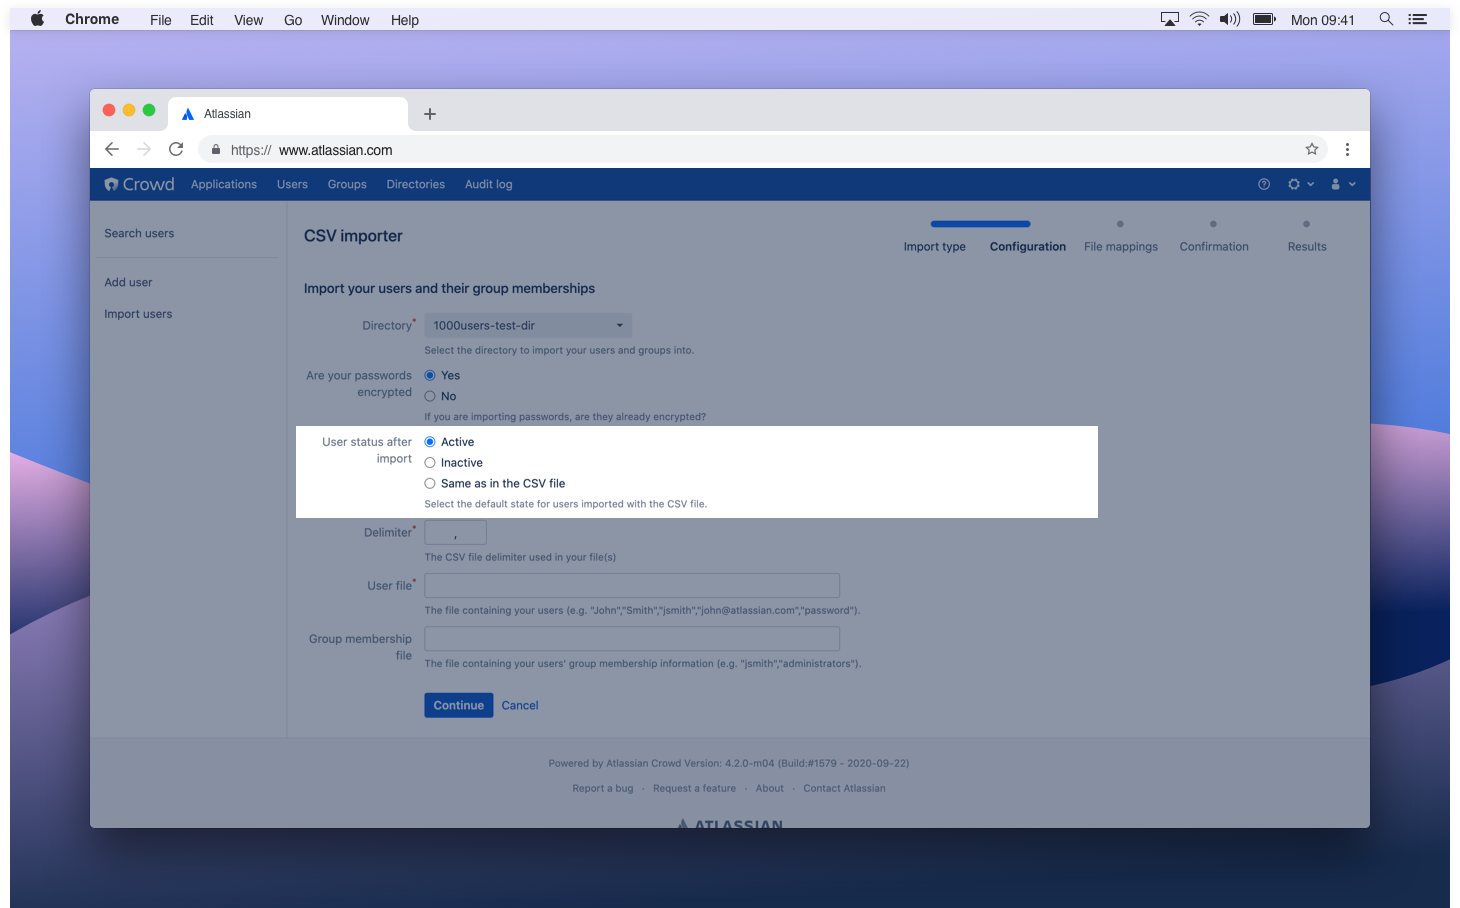 Chrome File Edit View Go Window Help Mon 09:41
Atlassian
https:// www.atlassian.com
Crowd Applications Users Groups Directories Audit log
Search users
Add user
Import users
CSV importer
Import type Configuration File mappings Confirmation Results
Import your users and their group memberships
Directory* 1000users-test-dir
Select the directory to import your users and groups into.
Are your passwords encrypted
Yes
No
If you are importing passwords, are they already encrypted?
User status after import
Active
Inactive
Same as in the CSV file
Select the default state for users imported with the CSV file.
Delimiter* ,
The CSV file delimiter used in your file(s)
User file*
The file containing your users (e.g. "John","Smith","jsmith","john@atlassian.com","password").
Group membership file
The file containing your users' group membership information (e.g. "jsmith","administrators").
Continue Cancel
Powered by Atlassian Crowd Version: 4.2.0-m04 (Build:#1579 - 2020-09-22)
Report a bug · Request a feature · About · Contact Atlassian
ATLASSIAN